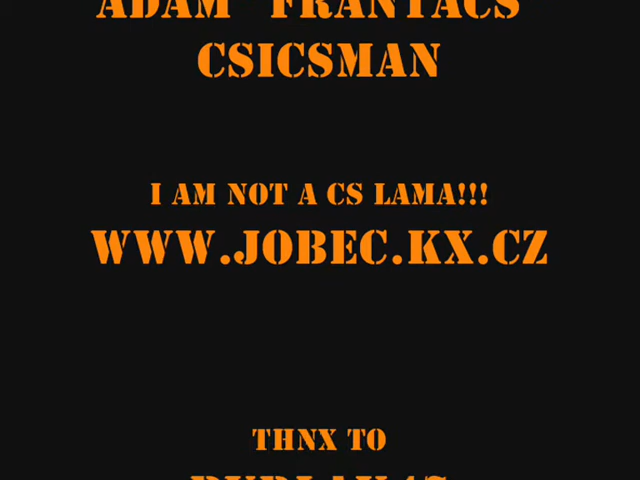 ADAM FRANTACS
CSICSMAN
I AM NOT A CS LAMA!!!
WWW.JOBEC.KX.CZ
THNX TO